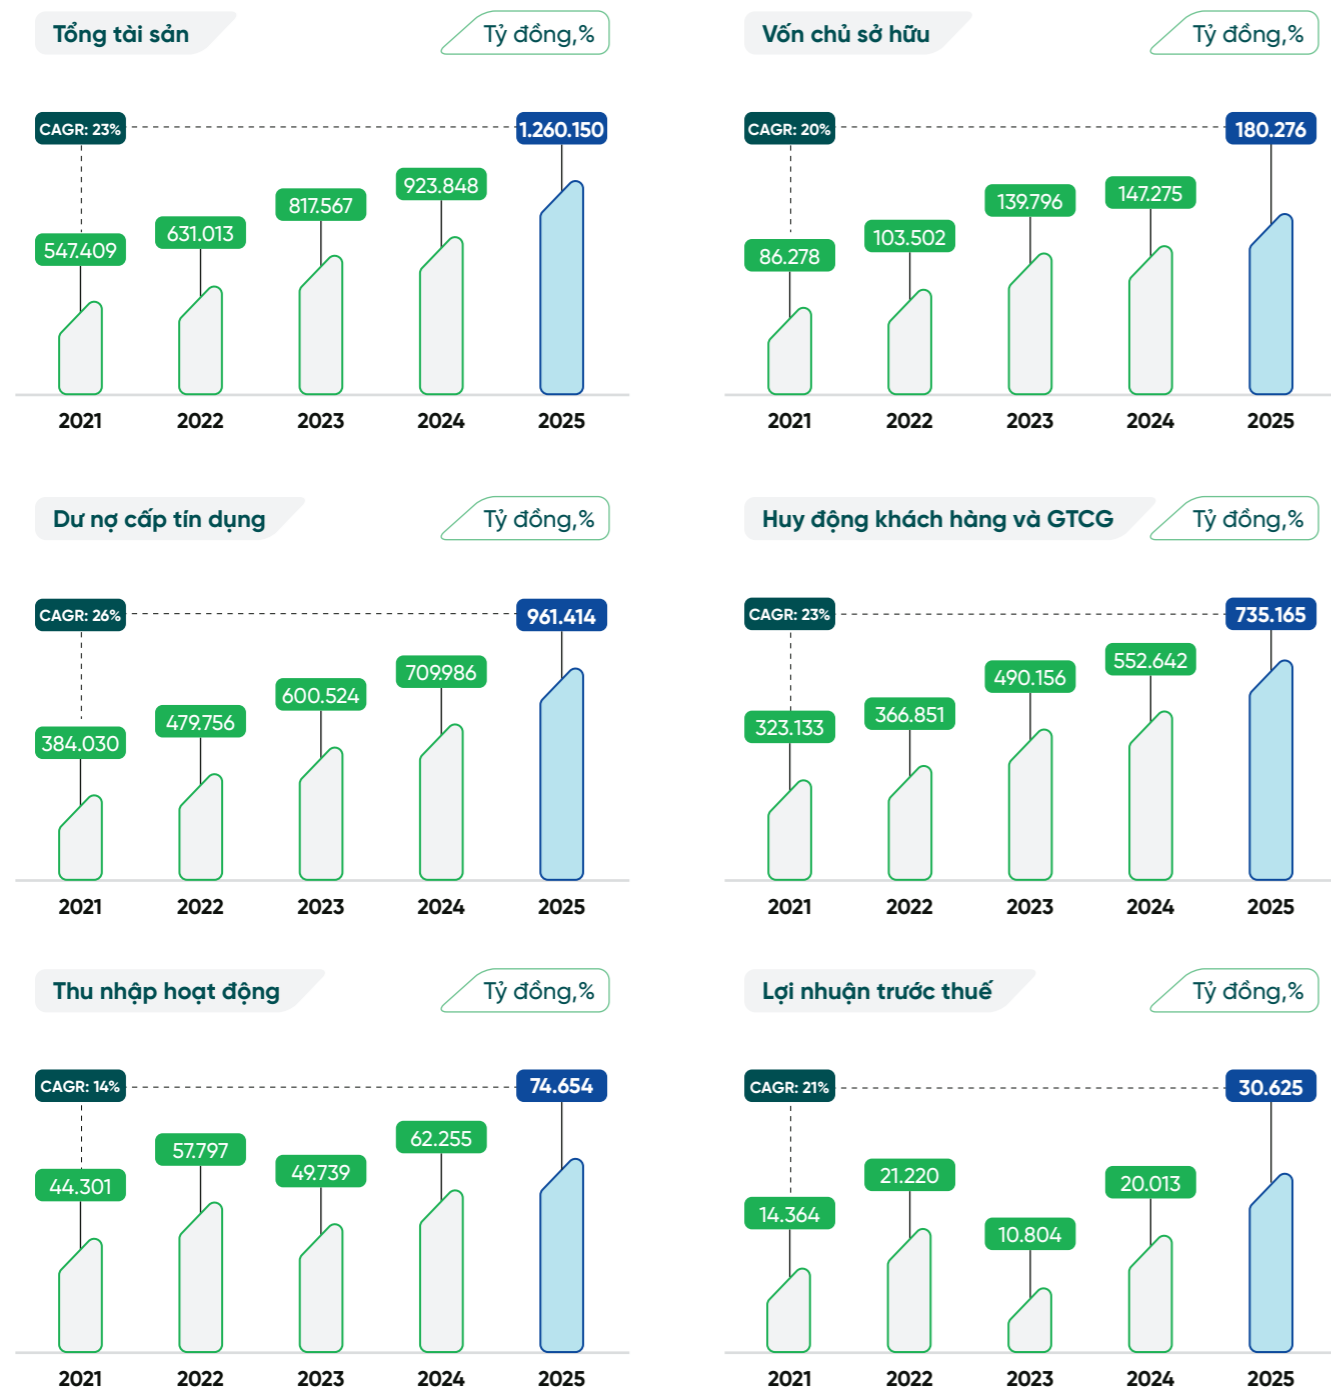 Tổng tài sản
Tỷ đồng,%
CAGR: 23%
1.260.150
923.848
817.567
631.013
547.409
2021 2022 2023 2024 2025
Vốn chủ sở hữu
Tỷ đồng,%
CAGR: 20%
180.276
147.275
139.796
103.502
86.278
2021 2022 2023 2024 2025
Dư nợ cấp tín dụng
Tỷ đồng,%
CAGR: 26%
961.414
709.986
600.524
479.756
384.030
2021 2022 2023 2024 2025
Huy động khách hàng và GTCG
Tỷ đồng,%
CAGR: 23%
735.165
552.642
490.156
366.851
323.133
2021 2022 2023 2024 2025
Thu nhập hoạt động
Tỷ đồng,%
CAGR: 14%
74.654
62.255
57.797
49.739
44.301
2021 2022 2023 2024 2025
Lợi nhuận trước thuế
Tỷ đồng,%
CAGR: 21%
30.625
21.220
20.013
14.364
10.804
2021 2022 2023 2024 2025